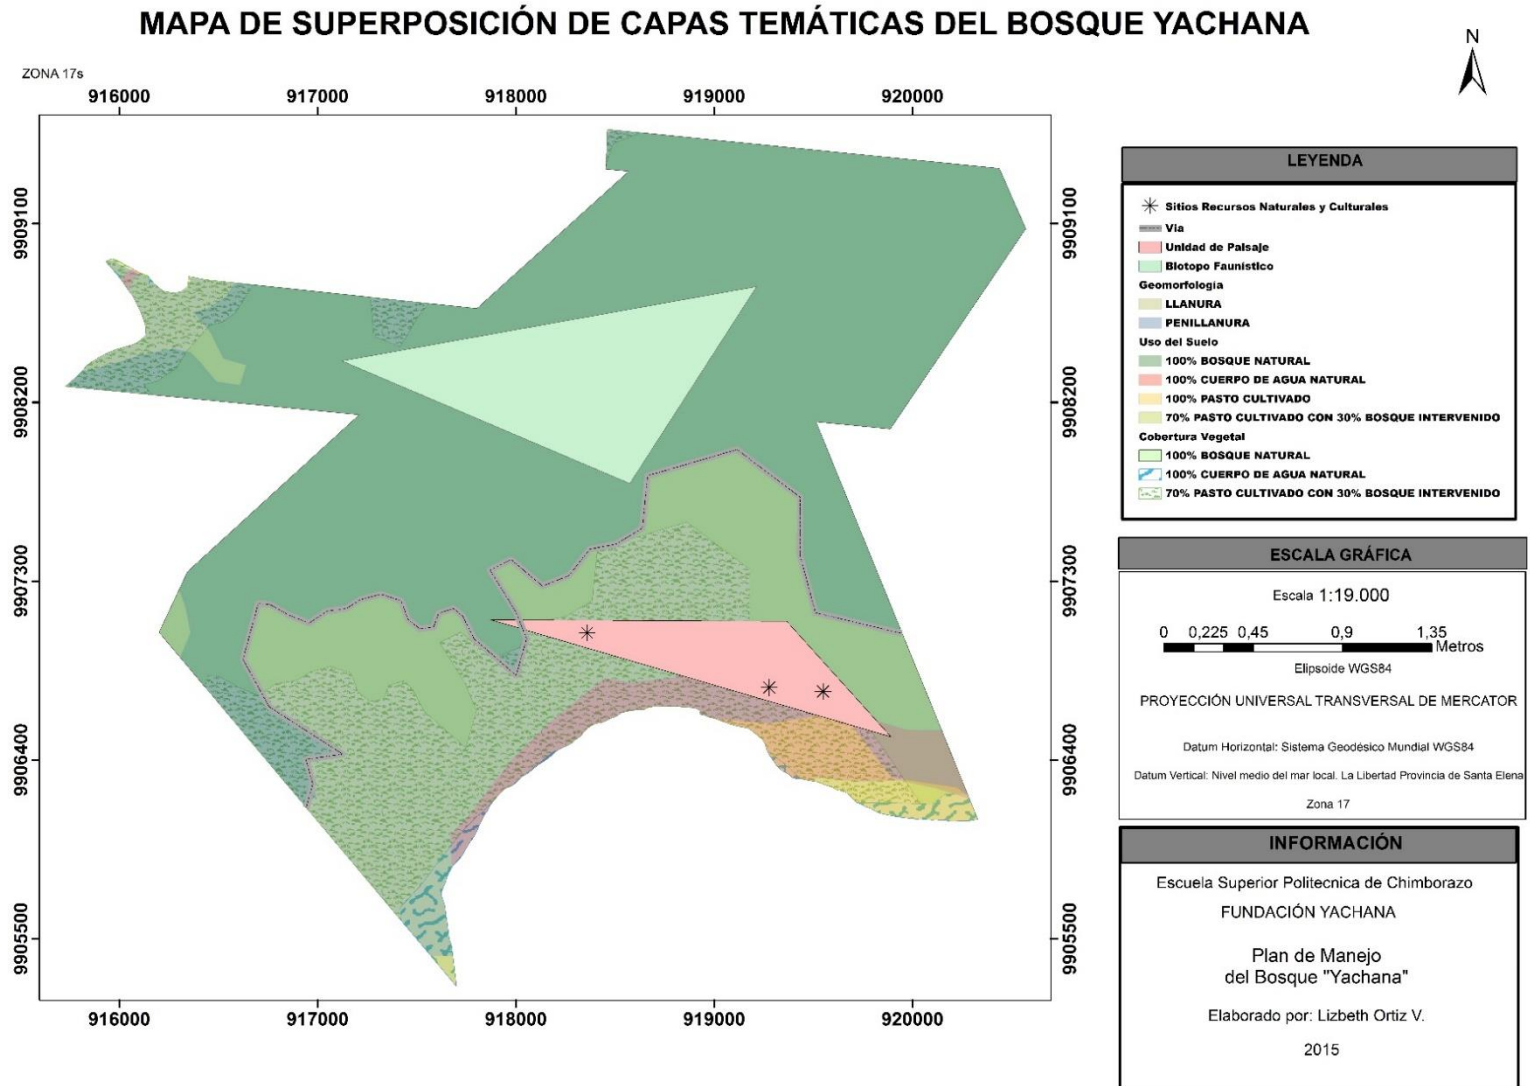 MAPA DE SUPERPOSICIÓN DE CAPAS TEMÁTICAS DEL BOSQUE YACHANA
N
ZONA 17s
916000 917000 918000 919000 920000
9909100
9908200
9907300
9906400
9905500
9909100
9908200
9907300
9906400
9905500
916000 917000 918000 919000 920000
LEYENDA
Sitios Recursos Naturales y Culturales
Via
Unidad de Paisaje
Biotopo Faunístico
Geomorfologia
LLANURA
PENILLANURA
Uso del Suelo
100% BOSQUE NATURAL
100% CUERPO DE AGUA NATURAL
100% PASTO CULTIVADO
70% PASTO CULTIVADO CON 30% BOSQUE INTERVENIDO
Cobertura Vegetal
100% BOSQUE NATURAL
100% CUERPO DE AGUA NATURAL
70% PASTO CULTIVADO CON 30% BOSQUE INTERVENIDO
ESCALA GRÁFICA
Escala 1:19.000
0 0,225 0,45 0,9 1,35
Metros
Elipsoide WGS84
PROYECCIÓN UNIVERSAL TRANSVERSAL DE MERCATOR
Datum Horizontal: Sistema Geodésico Mundial WGS84
Datum Vertical: Nivel medio del mar local. La Libertad Provincia de Santa Elena
Zona 17
INFORMACIÓN
Escuela Superior Politecnica de Chimborazo
FUNDACIÓN YACHANA
Plan de Manejo
del Bosque "Yachana"
Elaborado por: Lizbeth Ortiz V.
2015